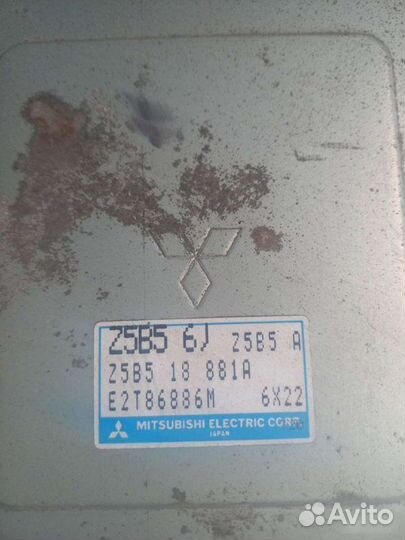 Z5B5 6J Z5B5 A
Z5B5 18 881A
E2T86886M 6X22
MITSUBISHI ELECTRIC CORP.
JAPAN
Avito